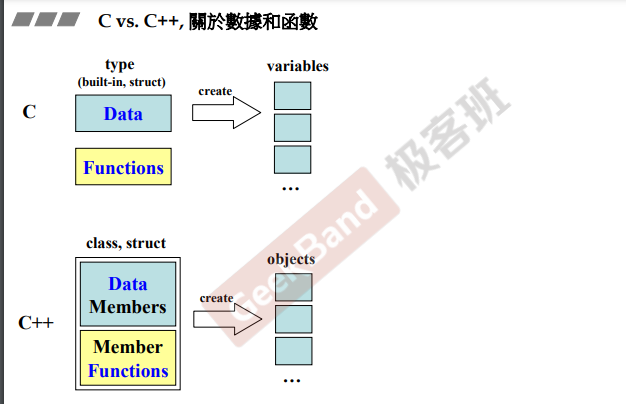 C vs. C++, 關於數據和函數
type
(built-in, struct)
variables
create
C
Data
Functions
...
class, struct
objects
Data
Members
create
C++
Member
Functions
...
GeekBand 极客班